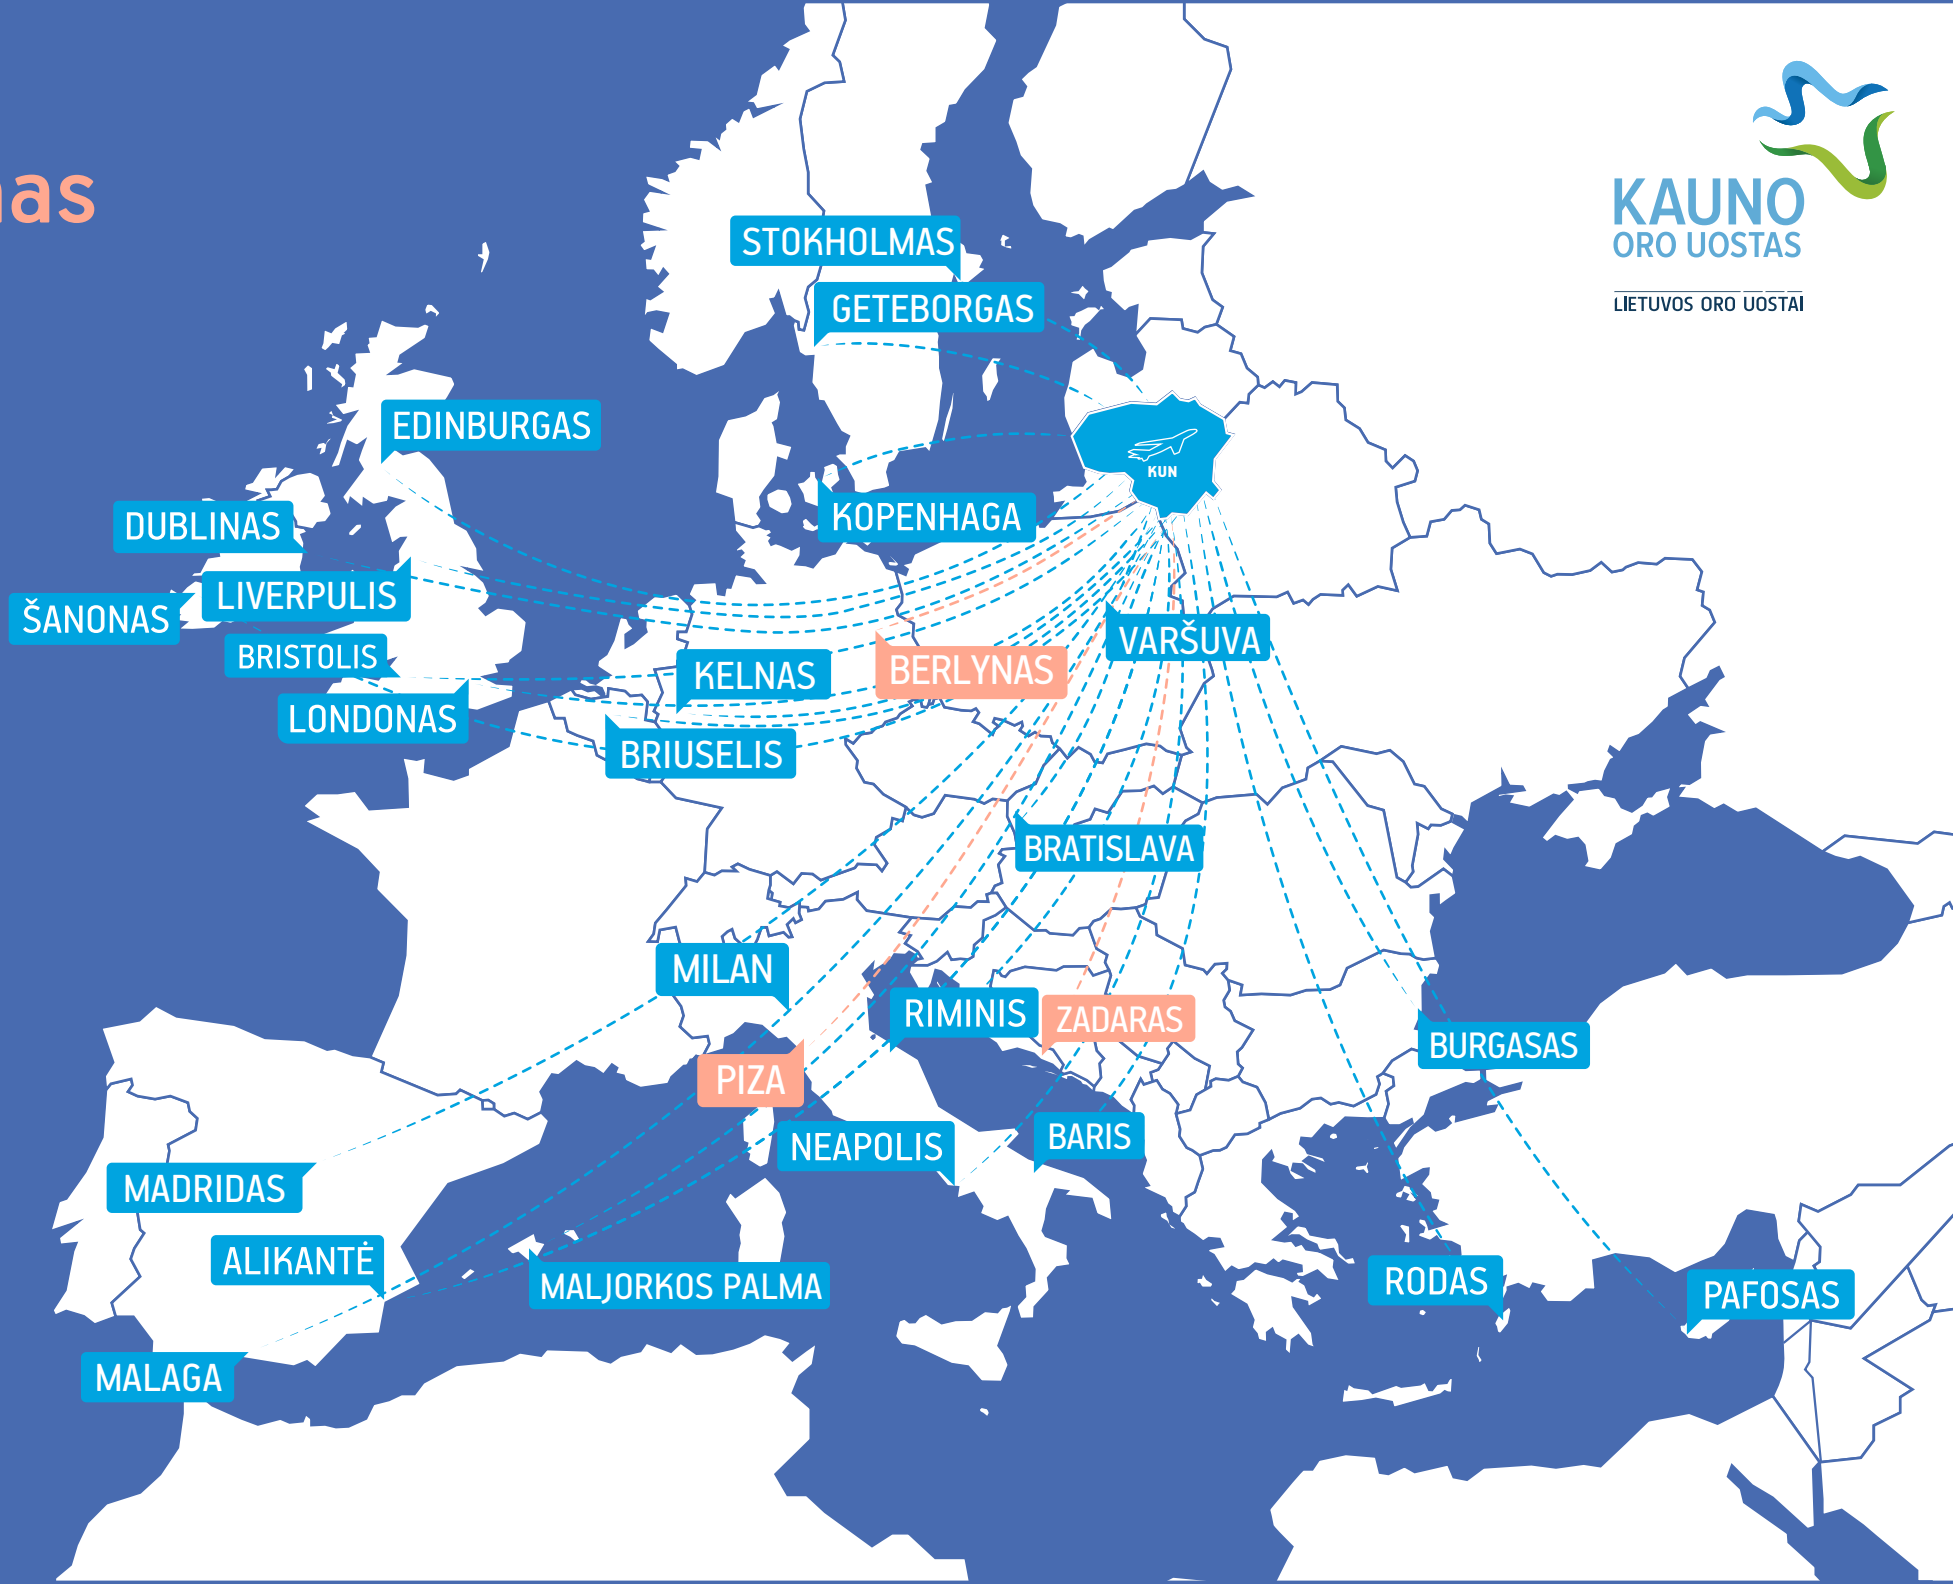 KAUNO
ORO UOSTAS
LIETUVOS ORO UOSTAI
STOKHOLMAS
GETEBORGAS
EDINBURGAS
KUN
DUBLINAS
KOPENHAGA
LIVERPULIS
ŠANONAS
BRISTOLIS
VARŠUVA
KELNAS
BERLYNAS
LONDONAS
BRIUSELIS
BRATISLAVA
MILAN
RIMINIS
ZADARAS
BURGASAS
PIZA
NEAPOLIS
BARIS
MADRIDAS
ALIKANTĖ
MALJORKOS PALMA
RODAS
PAFOSAS
MALAGA